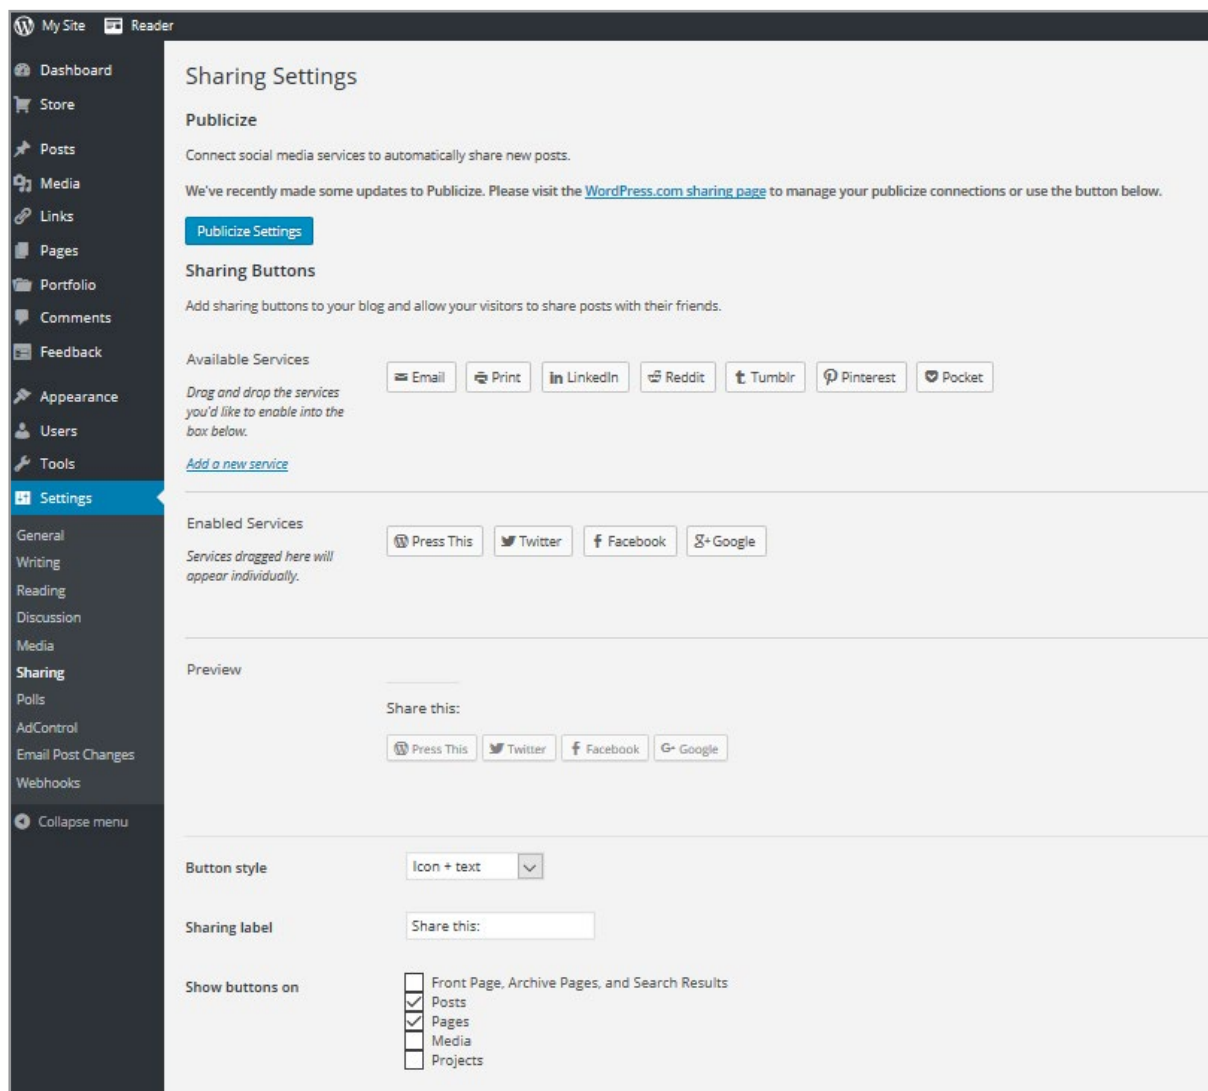 My Site Reader
Dashboard
Store
Posts
Media
Links
Pages
Portfolio
Comments
Feedback
Appearance
Users
Tools
Settings
General
Writing
Reading
Discussion
Media
Sharing
Polls
AdControl
Email Post Changes
Webhooks
Collapse menu
Sharing Settings
Publicize
Connect social media services to automatically share new posts.
We've recently made some updates to Publicize. Please visit the WordPress.com sharing page to manage your publicize connections or use the button below.
Publicize Settings
Sharing Buttons
Add sharing buttons to your blog and allow your visitors to share posts with their friends.
Available Services
Drag and drop the services
you'd like to enable into the
box below.
Add a new service
Email Print LinkedIn Reddit Tumblr Pinterest Pocket
Enabled Services
Services dragged here will
appear individually.
Press This Twitter Facebook Google
Preview
Share this:
Press This Twitter Facebook Google
Button style Icon + text
Sharing label Share this:
Show buttons on
Front Page, Archive Pages, and Search Results
Posts
Pages
Media
Projects